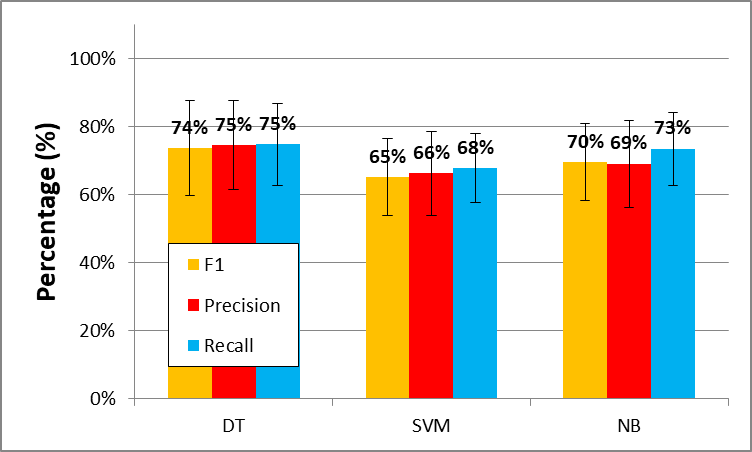 100%
80%
60%
40%
20%
0%
Percentage (%)
74% 75% 75%
65% 66% 68%
70% 69% 73%
F1
Precision
Recall
DT SVM NB